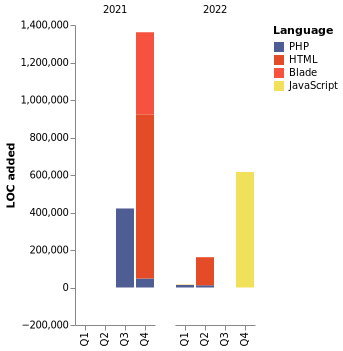 2021 2022
Language
PHP
HTML
Blade
JavaScript
LOC added
1,400,000
1,200,000
1,000,000
800,000
600,000
400,000
200,000
0
−200,000
Q1 Q2 Q3 Q4 Q1 Q2 Q3 Q4